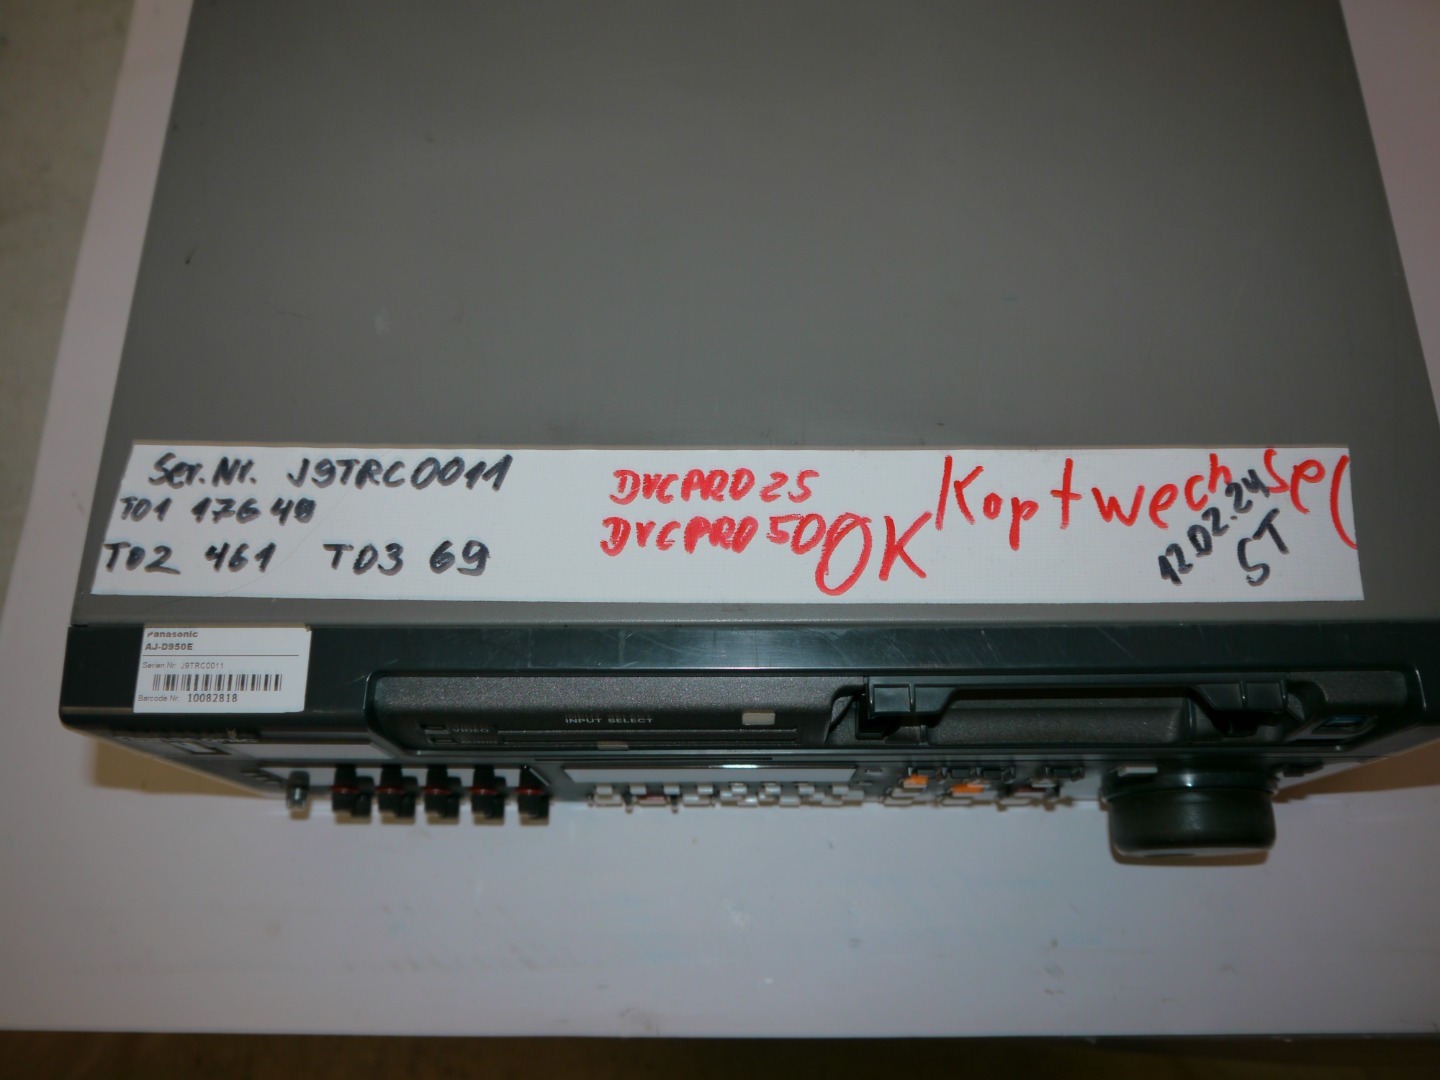 Ser.Nr. J9TRC0011
T01 17640
T02 461 T03 69
DVCPRO 25
DVCPRO 50 OK
Kopfwechsel
12.02.24
ST
Panasonic
AJ-D950E
Serien Nr. J9TRC0011
Barcode Nr. 10082818
INPUT SELECT
VIDEO